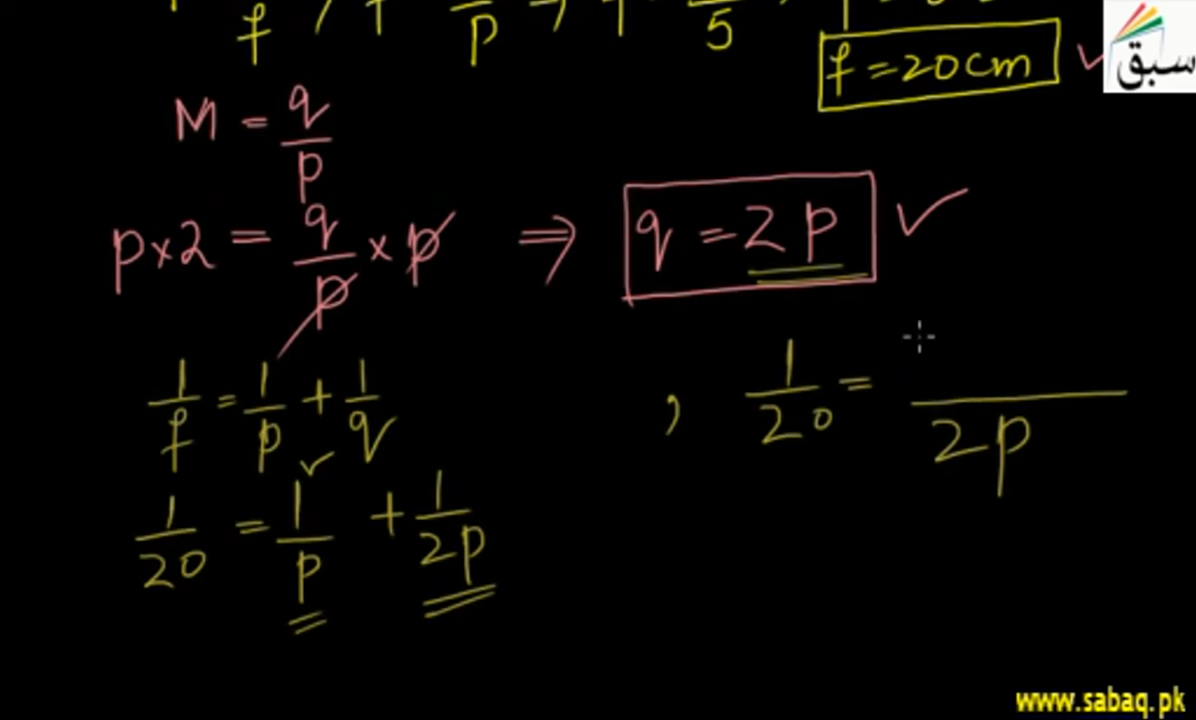 f = 20cm
سبق
M = q/p
p×2 = q/p × p ⇒ q = 2p ✓
1/f = 1/p + 1/q
, 1/20 = /2p
1/20 = 1/p + 1/2p
www.sabaq.pk